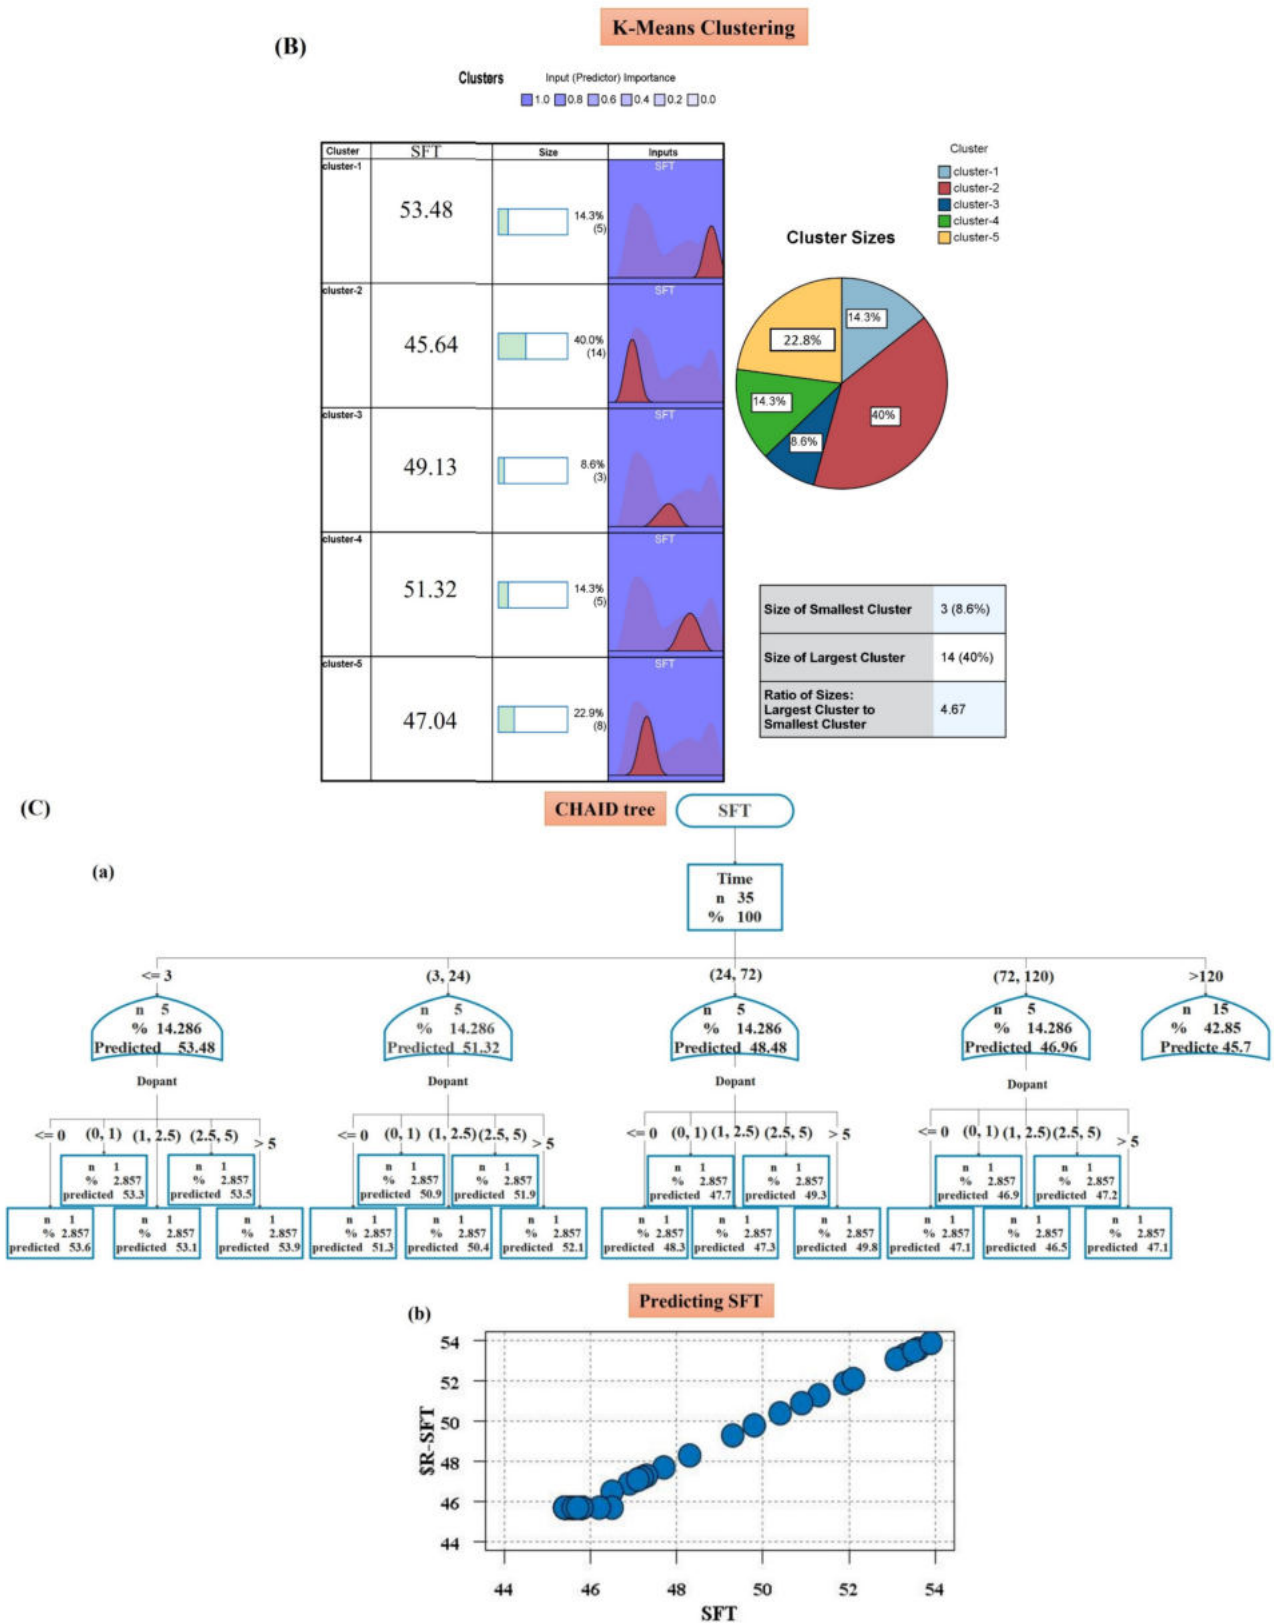 K-Means Clustering
(B)
Clusters Input (Predictor) Importance
1.0 0.8 0.6 0.4 0.2 0.0
Cluster SFT Size Inputs
cluster-1 53.48 14.3% (5) SFT
cluster-2 45.64 40.0% (14) SFT
cluster-3 49.13 8.6% (3) SFT
cluster-4 51.32 14.3% (5) SFT
cluster-5 47.04 22.9% (8) SFT
Cluster
cluster-1
cluster-2
cluster-3
cluster-4
cluster-5
Cluster Sizes
14.3%
22.8%
14.3%
40%
8.6%
Size of Smallest Cluster 3 (8.6%)
Size of Largest Cluster 14 (40%)
Ratio of Sizes:
Largest Cluster to 4.67
Smallest Cluster
(C)
CHAID tree SFT
(a)
Time
n 35
% 100
<= 3 (3, 24) (24, 72) (72, 120) >120
n 5 n 5 n 5 n 5 n 15
% 14.286 % 14.286 % 14.286 % 14.286 % 42.85
Predicted 53.48 Predicted 51.32 Predicted 48.48 Predicted 46.96 Predicte 45.7
Dopant Dopant Dopant Dopant
<= 0 (0, 1) (1, 2.5) (2.5, 5) > 5 <= 0 (0, 1) (1, 2.5) (2.5, 5) > 5 <= 0 (0, 1) (1, 2.5) (2.5, 5) > 5 <= 0 (0, 1) (1, 2.5) (2.5, 5) > 5
n 1 n 1 n 1 n 1 n 1 n 1 n 1 n 1
% 2.857 % 2.857 % 2.857 % 2.857 % 2.857 % 2.857 % 2.857 % 2.857
predicted 53.3 predicted 53.5 predicted 50.9 predicted 51.9 predicted 47.7 predicted 49.3 predicted 46.9 predicted 47.2
n 1 n 1 n 1 n 1 n 1 n 1 n 1 n 1 n 1 n 1 n 1 n 1
% 2.857 % 2.857 % 2.857 % 2.857 % 2.857 % 2.857 % 2.857 % 2.857 % 2.857 % 2.857 % 2.857 % 2.857
predicted 53.6 predicted 53.1 predicted 53.9 predicted 51.3 predicted 50.4 predicted 52.1 predicted 48.3 predicted 47.3 predicted 49.8 predicted 47.1 predicted 46.5 predicted 47.1
Predicting SFT
(b)
54
52
50
48
46
44
$R-SFT
44 46 48 50 52 54
SFT